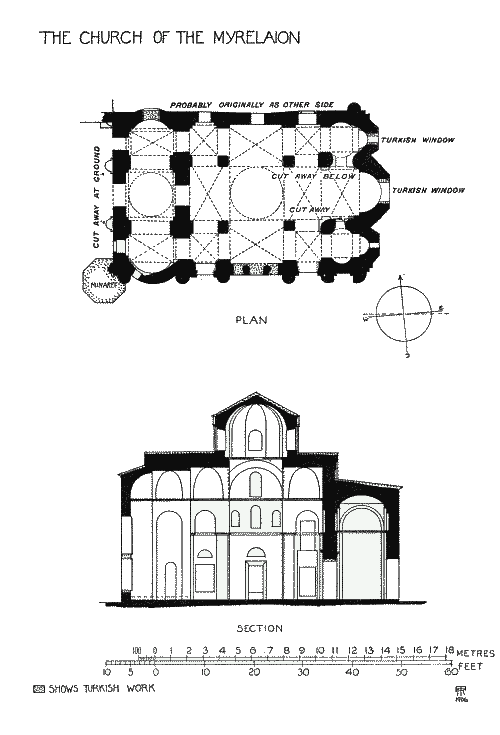 THE CHURCH OF THE MYRELAION
PROBABLY ORIGINALLY AS OTHER SIDE
TURKISH WINDOW
CUT AWAY BELOW
TURKISH WINDOW
CUT AWAY
CUT AWAY AT GROUND
MINARET
PLAN
SECTION
100 0 1 2 3 4 5 6 7 8 9 10 11 12 13 14 15 16 17 18 METRES
10 5 0 10 20 30 40 50 60 FEET
SHOWS TURKISH WORK
1906